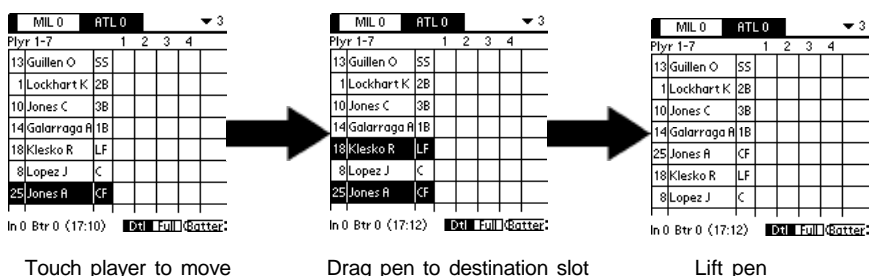 MIL 0 ATL 0 3
Plyr 1-7 1 2 3 4
13 Guillen O SS
1 Lockhart K 2B
10 Jones C 3B
14 Galarraga A 1B
18 Klesko R LF
8 Lopez J C
25 Jones A CF
In 0 Btr 0 (17:10) Dtl Full Batter:
Touch player to move
MIL 0 ATL 0 3
Plyr 1-7 1 2 3 4
13 Guillen O SS
1 Lockhart K 2B
10 Jones C 3B
14 Galarraga A 1B
18 Klesko R LF
8 Lopez J C
25 Jones A CF
In 0 Btr 0 (17:12) Dtl Full Batter:
Drag pen to destination slot
MIL 0 ATL 0 3
Plyr 1-7 1 2 3 4
13 Guillen O SS
1 Lockhart K 2B
10 Jones C 3B
14 Galarraga A 1B
25 Jones A CF
18 Klesko R LF
8 Lopez J C
In 0 Btr 0 (17:12) Dtl Full Batter:
Lift pen